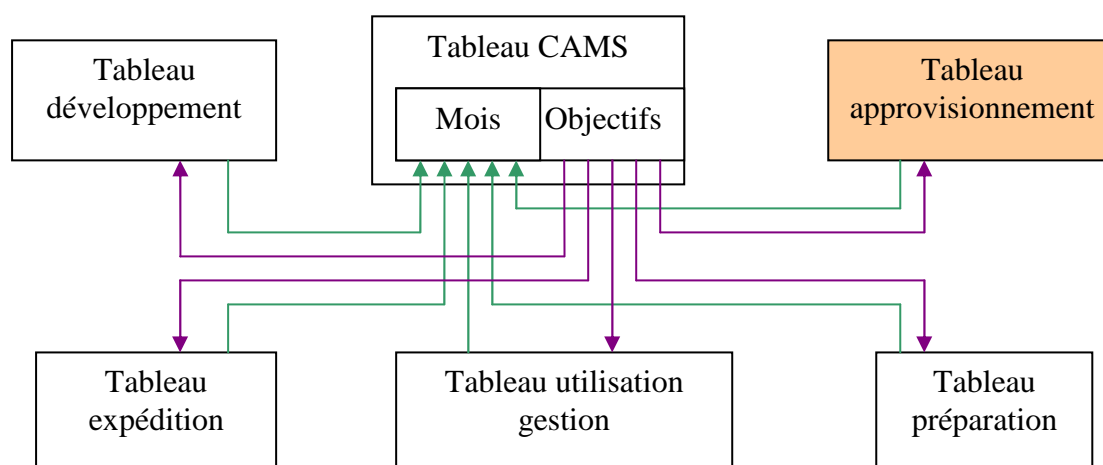 Tableau
développement
Tableau CAMS
Mois
Objectifs
Tableau
approvisionnement
Tableau
expédition
Tableau utilisation
gestion
Tableau
préparation